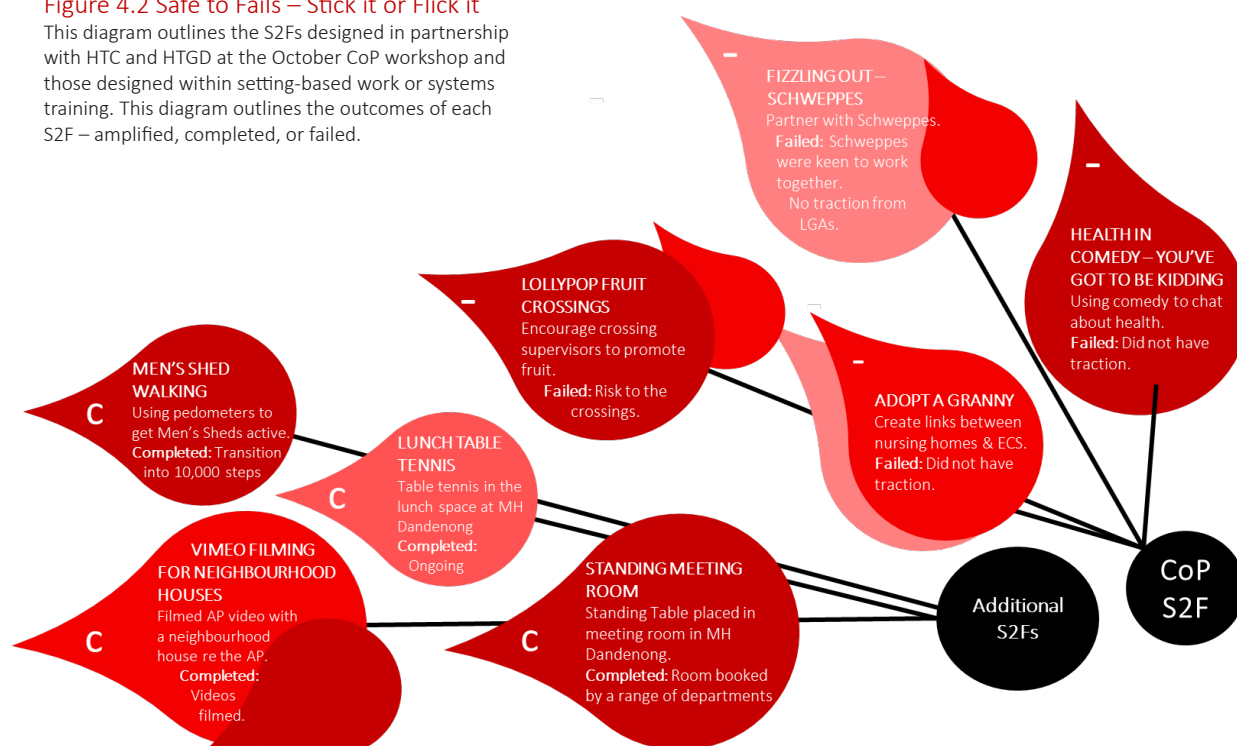 Figure 4.2 Safe to Fails – Stick it or Flick it
This diagram outlines the S2Fs designed in partnership
with HTC and HTGD at the October CoP workshop and
those designed within setting-based work or systems
training. This diagram outlines the outcomes of each
S2F – amplified, completed, or failed.
–
FIZZLING OUT –
SCHWEPPES
Partner with Schweppes.
Failed: Schweppes
were keen to work
together.
No traction from
LGAs.
–
HEALTH IN
COMEDY – YOU'VE
GOT TO BE KIDDING
Using comedy to chat
about health.
Failed: Did not have
traction.
–
LOLLYPOP FRUIT
CROSSINGS
Encourage crossing
supervisors to promote
fruit.
Failed: Risk to the
crossings.
–
ADOPT A GRANNY
Create links between
nursing homes & ECS.
Failed: Did not have
traction.
C
MEN'S SHED
WALKING
Using pedometers to
get Men's Sheds active.
Completed: Transition
into 10,000 steps
C
LUNCH TABLE
TENNIS
Table tennis in the
lunch space at MH
Dandenong
Completed:
Ongoing
C
VIMEO FILMING
FOR NEIGHBOURHOOD
HOUSES
Filmed AP video with
a neighbourhood
house re the AP.
Completed:
Videos
filmed.
C
STANDING MEETING
ROOM
Standing Table placed in
meeting room in MH
Dandenong.
Completed: Room booked
by a range of departments
Additional
S2Fs
CoP
S2F